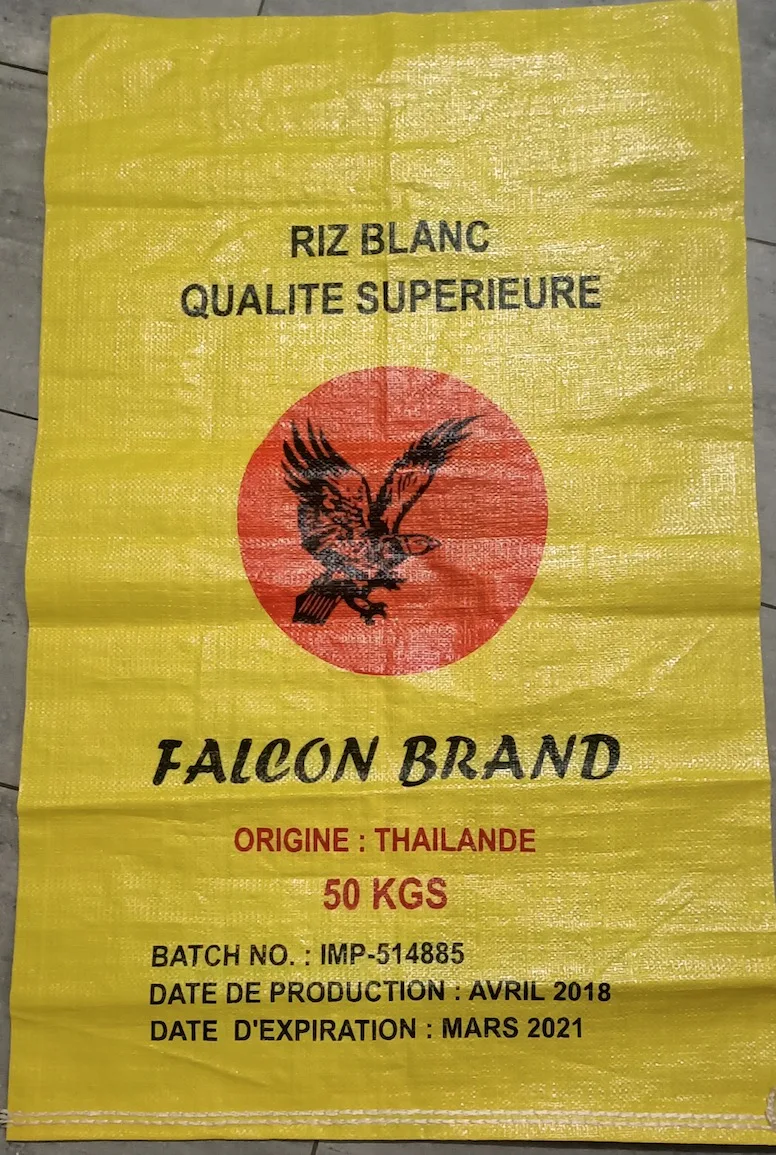 RIZ BLANC
QUALITE SUPERIEURE
FALCON BRAND
ORIGINE : THAILANDE
50 KGS
BATCH NO. : IMP-514885
DATE DE PRODUCTION : AVRIL 2018
DATE D'EXPIRATION : MARS 2021